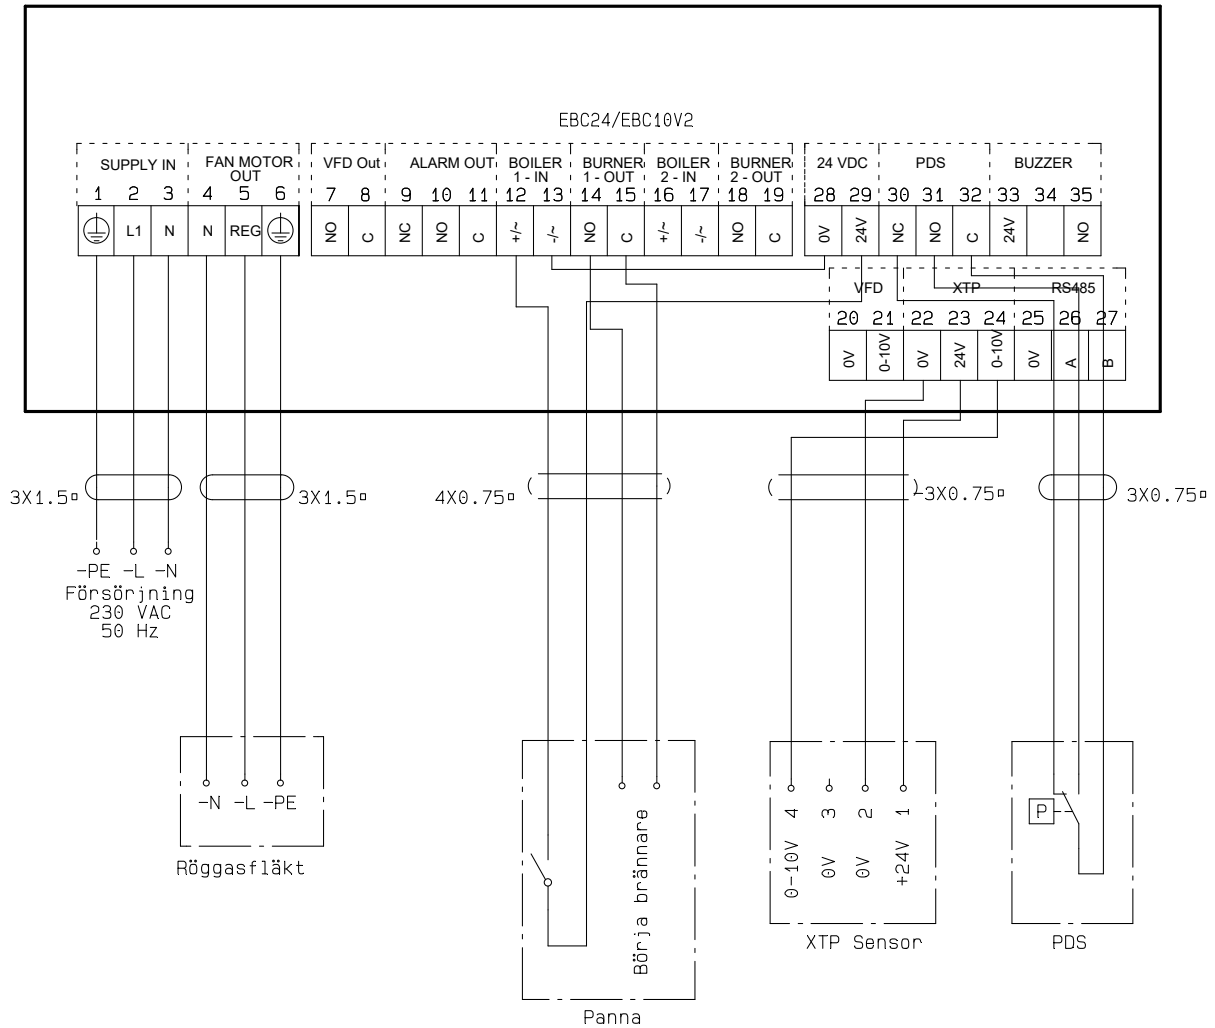 EBC24/EBC10V2
SUPPLY IN FAN MOTOR OUT VFD Out ALARM OUT BOILER 1 - IN BURNER 1 - OUT BOILER 2 - IN BURNER 2 - OUT 24 VDC PDS BUZZER
1 2 3 4 5 6 7 8 9 10 11 12 13 14 15 16 17 18 19 28 29 30 31 32 33 34 35
L1 N N REG NO C NC NO C +/~ -/~ NO C +/~ -/~ NO C 0V 24V NC NO C 24V NO
VFD XTP RS485
20 21 22 23 24 25 26 27
0V 0-10V 0V 24V 0-10V 0V A B
3X1.5¤ 3X1.5¤ 4X0.75¤ -3X0.75¤ 3X0.75¤
-PE -L -N
Försörjning
230 VAC
50 Hz
-N -L -PE
Röggasfläkt
Börja brännare
Panna
4 3 2 1
0-10V 0V 0V +24V
XTP Sensor
P
PDS